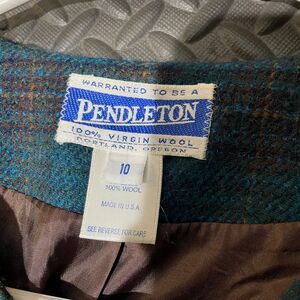 WARRANTED TO BE A
PENDLETON
100% VIRGIN WOOL
PORTLAND, OREGON
10
100% WOOL
MADE IN U.S.A.
SEE REVERSE FOR CARE